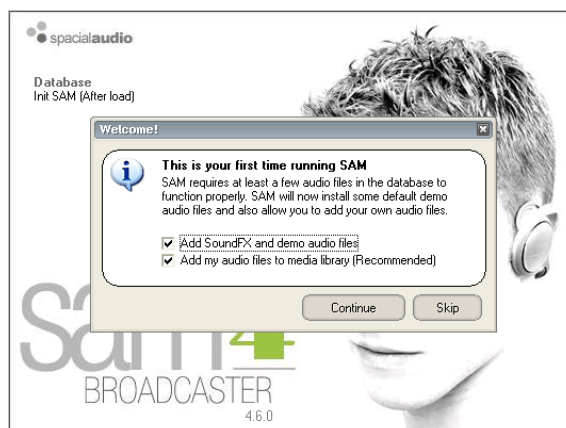 spacialaudio
Database
Init SAM (After load)
Welcome!
This is your first time running SAM
SAM requires at least a few audio files in the database to
function properly. SAM will now install some default demo
audio files and also allow you to add your own audio files.
Add SoundFX and demo audio files
Add my audio files to media library (Recommended)
Continue
Skip
sam4
BROADCASTER
4.6.0